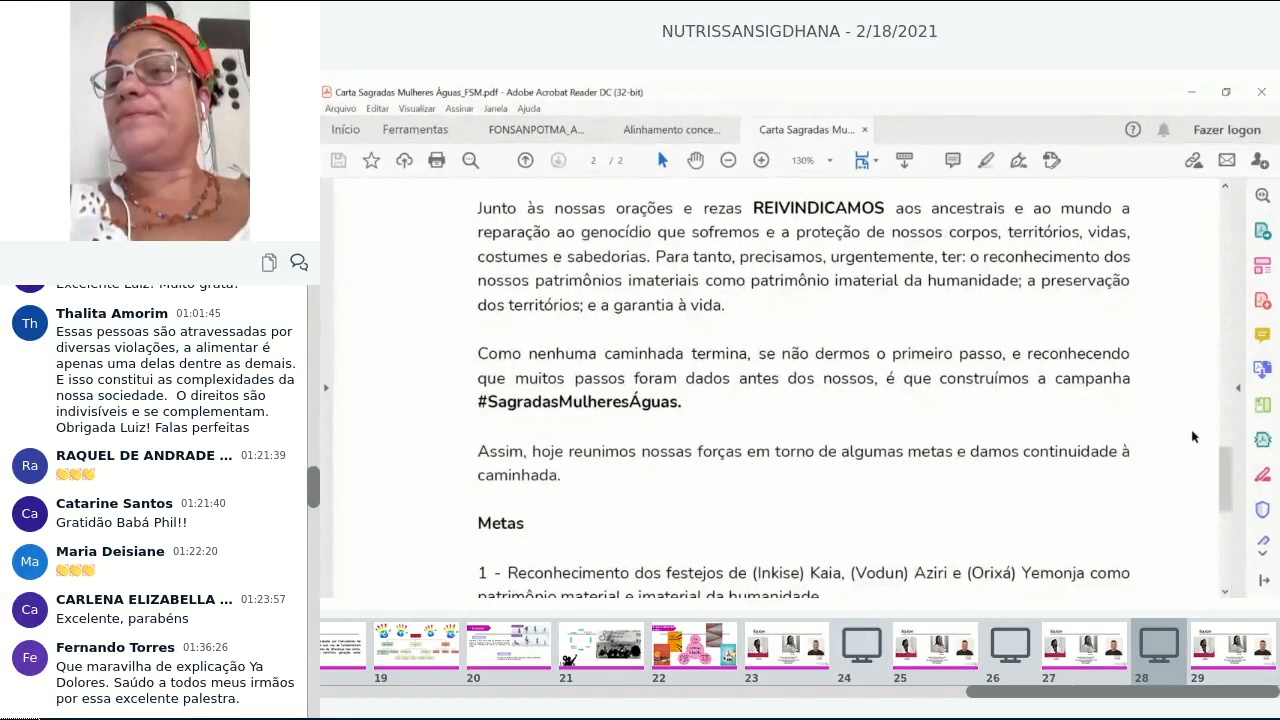 NUTRISSANSIGDHANA - 2/18/2021
Carta Sagradas Mulheres Águas_FSM.pdf - Adobe Acrobat Reader DC (32-bit)
Arquivo Editar Visualizar Assinar Janela Ajuda
Início Ferramentas FONSANPOTMA_A... Alinhamento conce... Carta Sagradas Mu... × Fazer logon
2 / 2 130%
Junto às nossas orações e rezas REIVINDICAMOS aos ancestrais e ao mundo a
reparação ao genocídio que sofremos e a proteção de nossos corpos, territórios, vidas,
costumes e sabedorias. Para tanto, precisamos, urgentemente, ter: o reconhecimento dos
nossos patrimônios imateriais como patrimônio imaterial da humanidade; a preservação
dos territórios; e a garantia à vida.
Como nenhuma caminhada termina, se não dermos o primeiro passo, e reconhecendo
que muitos passos foram dados antes dos nossos, é que construímos a campanha
#SagradasMulheresÁguas.
Assim, hoje reunimos nossas forças em torno de algumas metas e damos continuidade à
caminhada.
Metas
1 - Reconhecimento dos festejos de (Inkise) Kaia, (Vodun) Aziri e (Orixá) Yemonja como
patrimônio material e imaterial da humanidade
Excelente Luiz! Muito grata!
Th Thalita Amorim 01:01:45
Essas pessoas são atravessadas por
diversas violações, a alimentar é
apenas uma delas dentre as demais.
E isso constitui as complexidades da
nossa sociedade. O direitos são
indivisíveis e se complementam.
Obrigada Luiz! Falas perfeitas
Ra RAQUEL DE ANDRADE ... 01:21:39
Ca Catarine Santos 01:21:40
Gratidão Babá Phil!!
Ma Maria Deisiane 01:22:20
Ca CARLENA ELIZABELLA ... 01:23:57
Excelente, parabéns
Fe Fernando Torres 01:36:26
Que maravilha de explicação Ya
Dolores. Saúdo a todos meus irmãos
por essa excelente palestra.
19 20 21 22 23 24 25 26 27 28 29